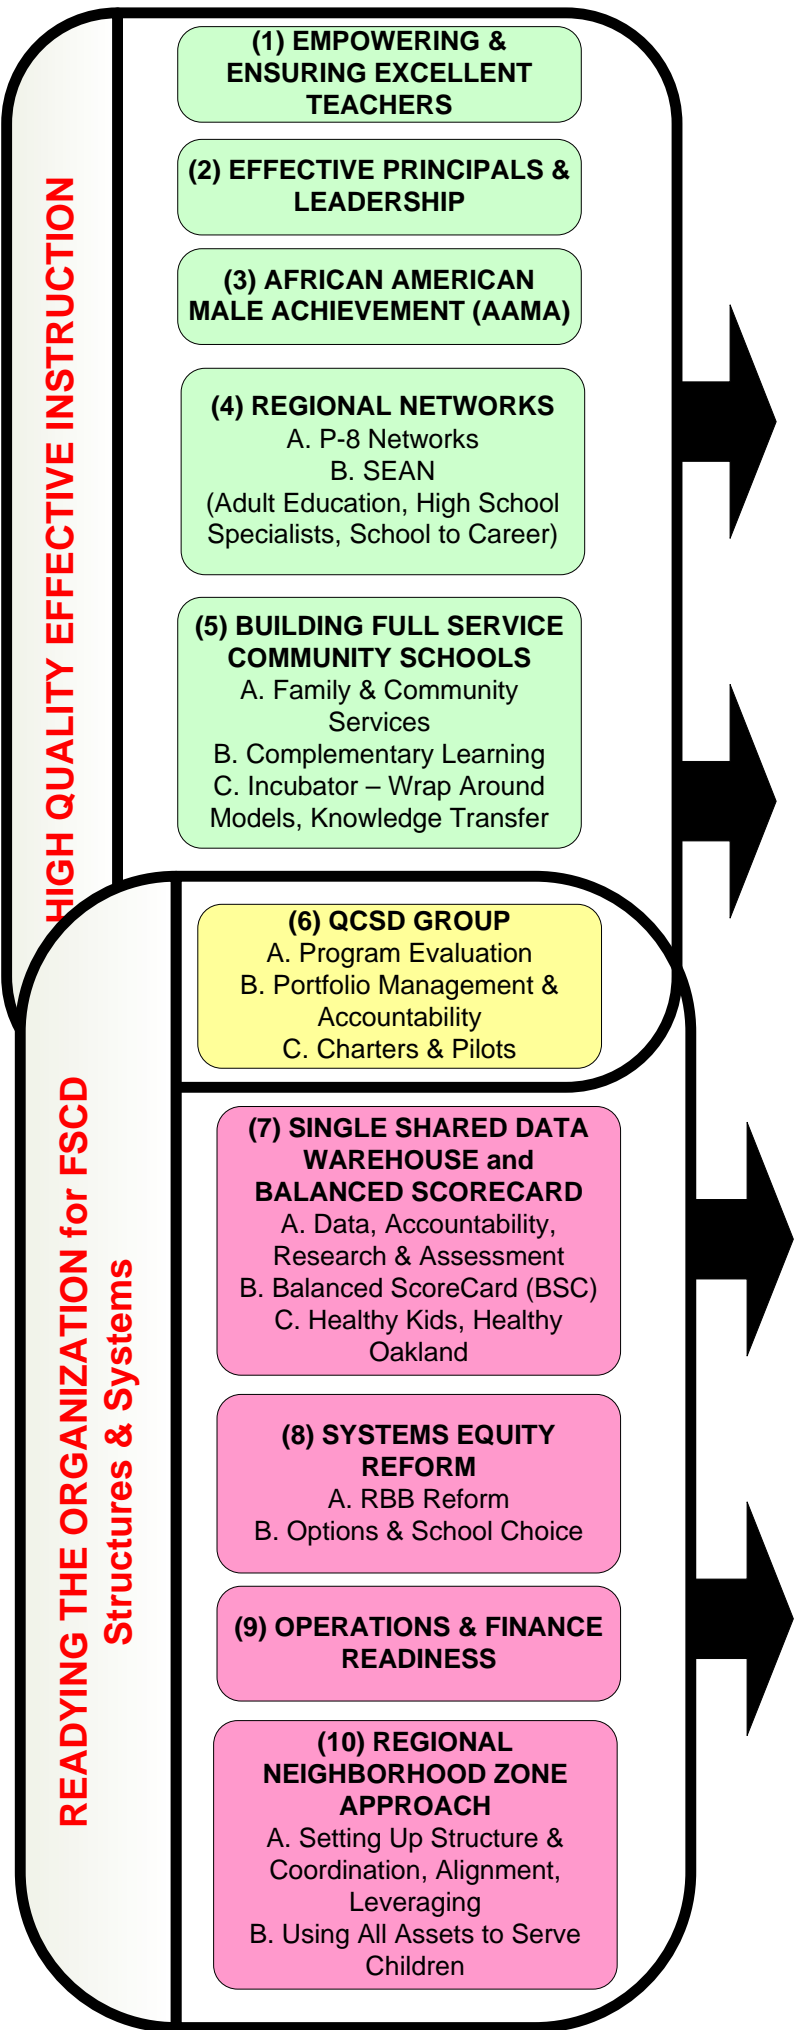 HIGH QUALITY EFFECTIVE INSTRUCTION
(1) EMPOWERING &
ENSURING EXCELLENT
TEACHERS
(2) EFFECTIVE PRINCIPALS &
LEADERSHIP
(3) AFRICAN AMERICAN
MALE ACHIEVEMENT (AAMA)
(4) REGIONAL NETWORKS
A. P-8 Networks
B. SEAN
(Adult Education, High School
Specialists, School to Career)
(5) BUILDING FULL SERVICE
COMMUNITY SCHOOLS
A. Family & Community
Services
B. Complementary Learning
C. Incubator – Wrap Around
Models, Knowledge Transfer
READYING THE ORGANIZATION for FSCD
Structures & Systems
(6) QCSD GROUP
A. Program Evaluation
B. Portfolio Management &
Accountability
C. Charters & Pilots
(7) SINGLE SHARED DATA
WAREHOUSE and
BALANCED SCORECARD
A. Data, Accountability,
Research & Assessment
B. Balanced ScoreCard (BSC)
C. Healthy Kids, Healthy
Oakland
(8) SYSTEMS EQUITY
REFORM
A. RBB Reform
B. Options & School Choice
(9) OPERATIONS & FINANCE
READINESS
(10) REGIONAL
NEIGHBORHOOD ZONE
APPROACH
A. Setting Up Structure &
Coordination, Alignment,
Leveraging
B. Using All Assets to Serve
Children